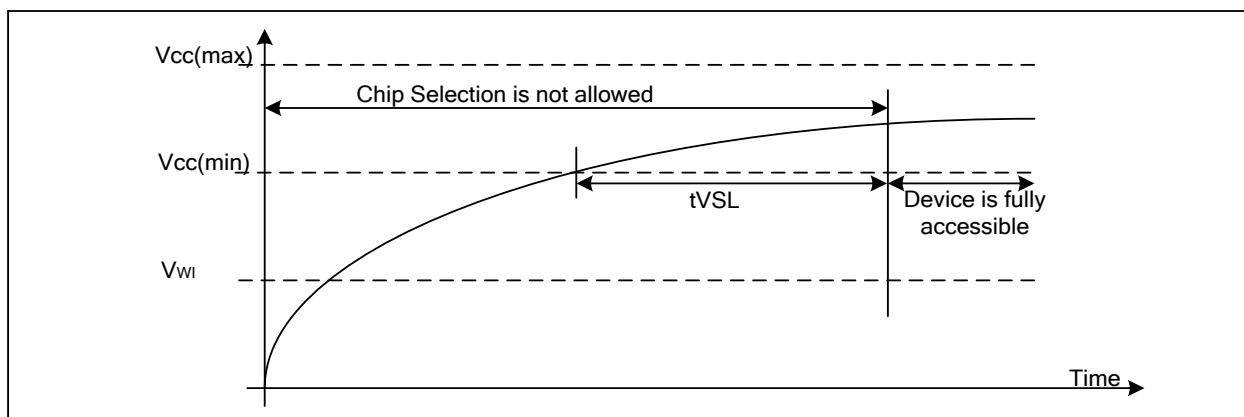 Vcc(max)
Chip Selection is not allowed
Vcc(min)
tVSL
Device is fully
accessible
VWI
Time